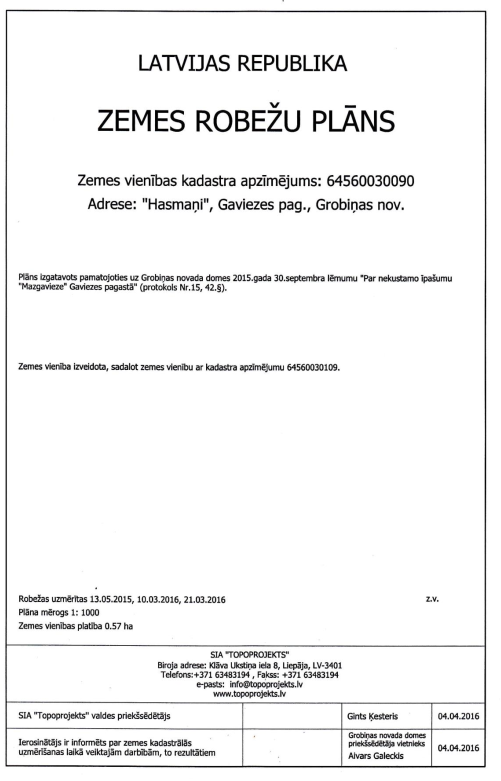 LATVIJAS REPUBLIKA
ZEMES ROBEŽU PLĀNS
Zemes vienības kadastra apzīmējums: 64560030090
Adrese: "Hasmaņi", Gaviezes pag., Grobiņas nov.
Plāns izgatavots pamatojoties uz Grobiņas novada domes 2015.gada 30.septembra lēmumu "Par nekustamo īpašumu
"Mazgavieze" Gaviezes pagastā" (protokols Nr.15, 42.§).
Zemes vienība izveidota, sadalot zemes vienību ar kadastra apzīmējumu 64560030109.
Robežas uzmērītas 13.05.2015, 10.03.2016, 21.03.2016
z.v.
Plāna mērogs 1: 1000
Zemes vienības platība 0.57 ha
SIA "TOPOPROJEKTS"
Biroja adrese: Klāva Ukstiņa iela 8, Liepāja, LV-3401
Telefons:+371 63483194 , Fakss: +371 63483194
e-pasts: info@topoprojekts.lv
www.topoprojekts.lv
SIA "Topoprojekts" valdes priekšsēdētājs
Gints Ķesteris
04.04.2016
Ierosinātājs ir informēts par zemes kadastrālās
uzmērīšanas laikā veiktajām darbībām, to rezultātiem
Grobiņas novada domes
priekšsēdētāja vietnieks
Aivars Galeckis
04.04.2016